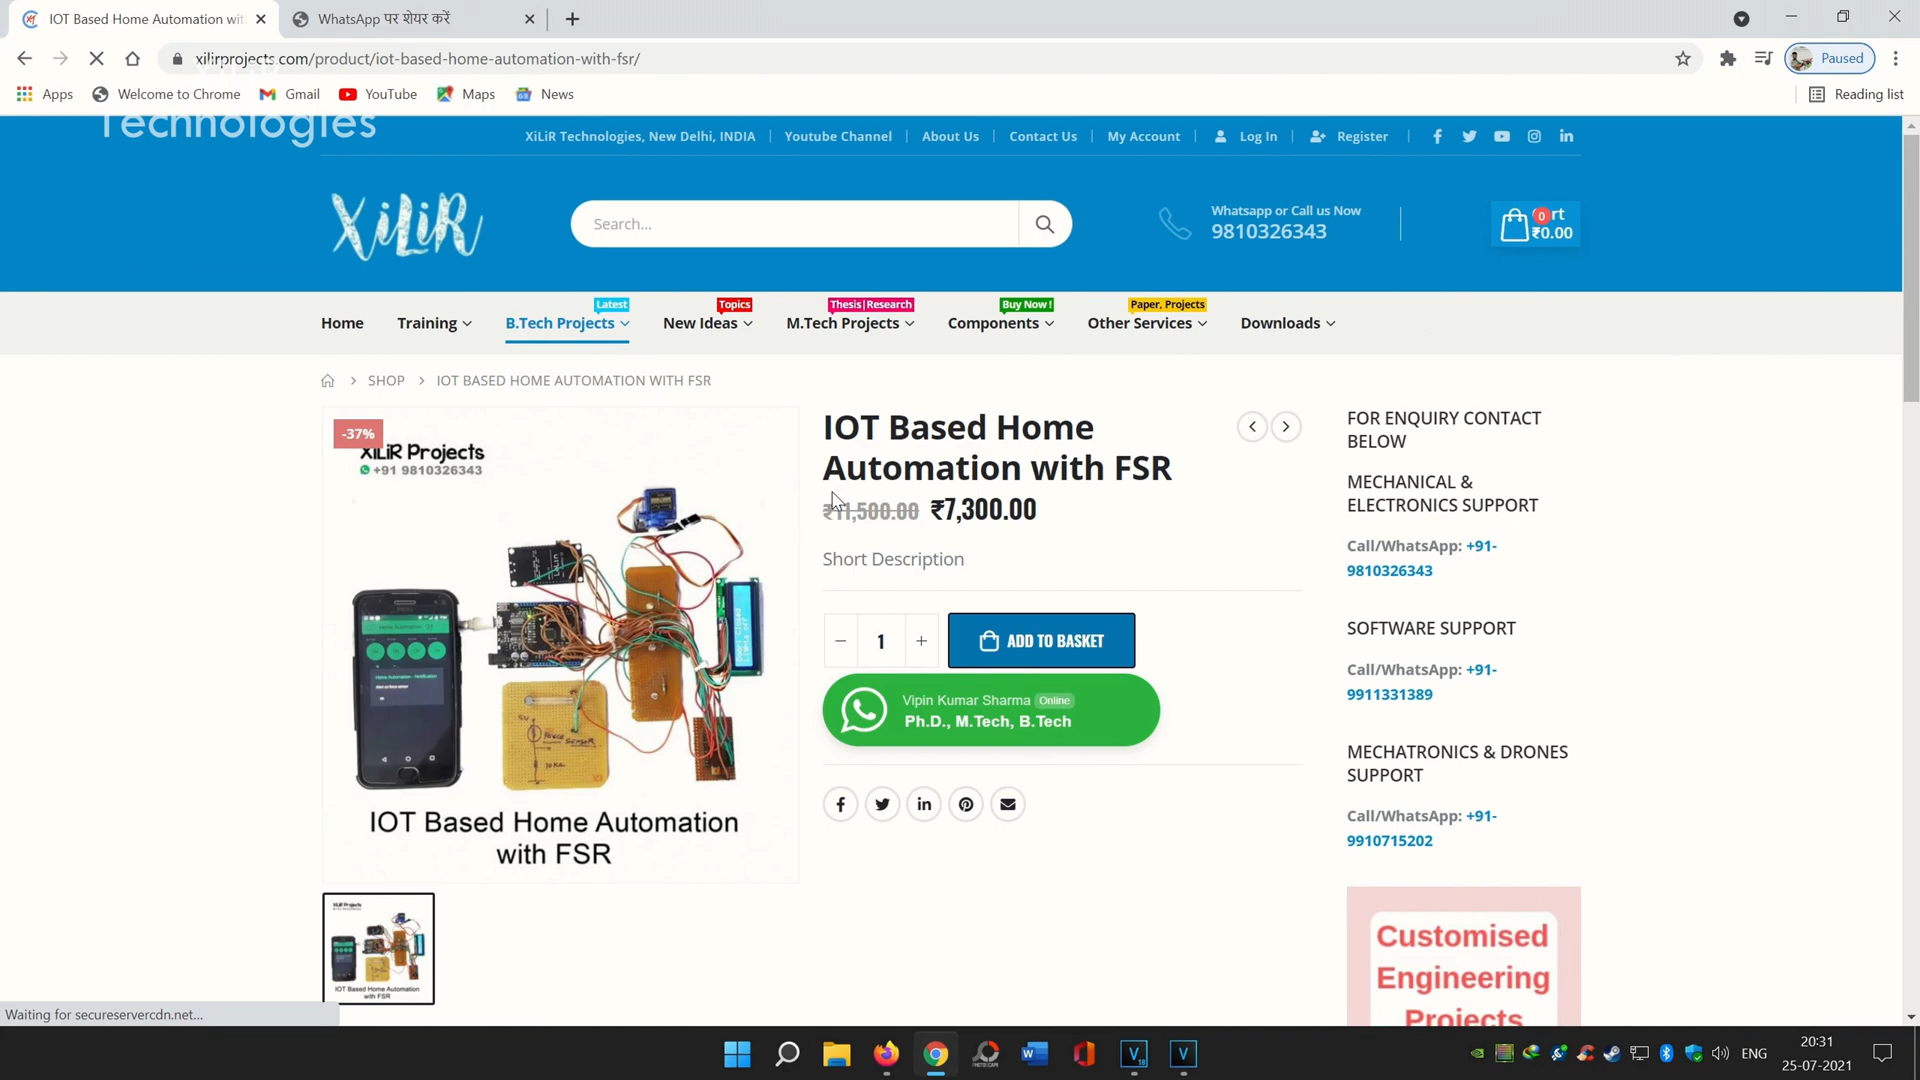 IOT Based Home Automation wit
WhatsApp पर शेयर करें
xilirprojects.com/product/iot-based-home-automation-with-fsr/
Paused
Apps
Welcome to Chrome
Gmail
YouTube
Maps
News
Reading list
Technologies
XiLiR Technologies, New Delhi, INDIA
Youtube Channel
About Us
Contact Us
My Account
Log In
Register
XiLiR
Search...
Whatsapp or Call us Now
9810326343
0
₹0.00
Latest
Topics
Thesis|Research
Buy Now !
Paper, Projects
Home
Training
B.Tech Projects
New Ideas
M.Tech Projects
Components
Other Services
Downloads
SHOP
IOT BASED HOME AUTOMATION WITH FSR
-37%
XiLiR Projects
+91 9810326343
IOT Based Home Automation
with FSR
IOT Based Home
Automation with FSR
₹11,500.00 ₹7,300.00
Short Description
− 1 +
ADD TO BASKET
Vipin Kumar Sharma Online
Ph.D., M.Tech, B.Tech
FOR ENQUIRY CONTACT
BELOW
MECHANICAL &
ELECTRONICS SUPPORT
Call/WhatsApp: +91-
9810326343
SOFTWARE SUPPORT
Call/WhatsApp: +91-
9911331389
MECHATRONICS & DRONES
SUPPORT
Call/WhatsApp: +91-
9910715202
Customised
Engineering
Projects
XiLiR Projects
IOT Based Home Automation
with FSR
Waiting for secureservercdn.net...
ENG
20:31
25-07-2021